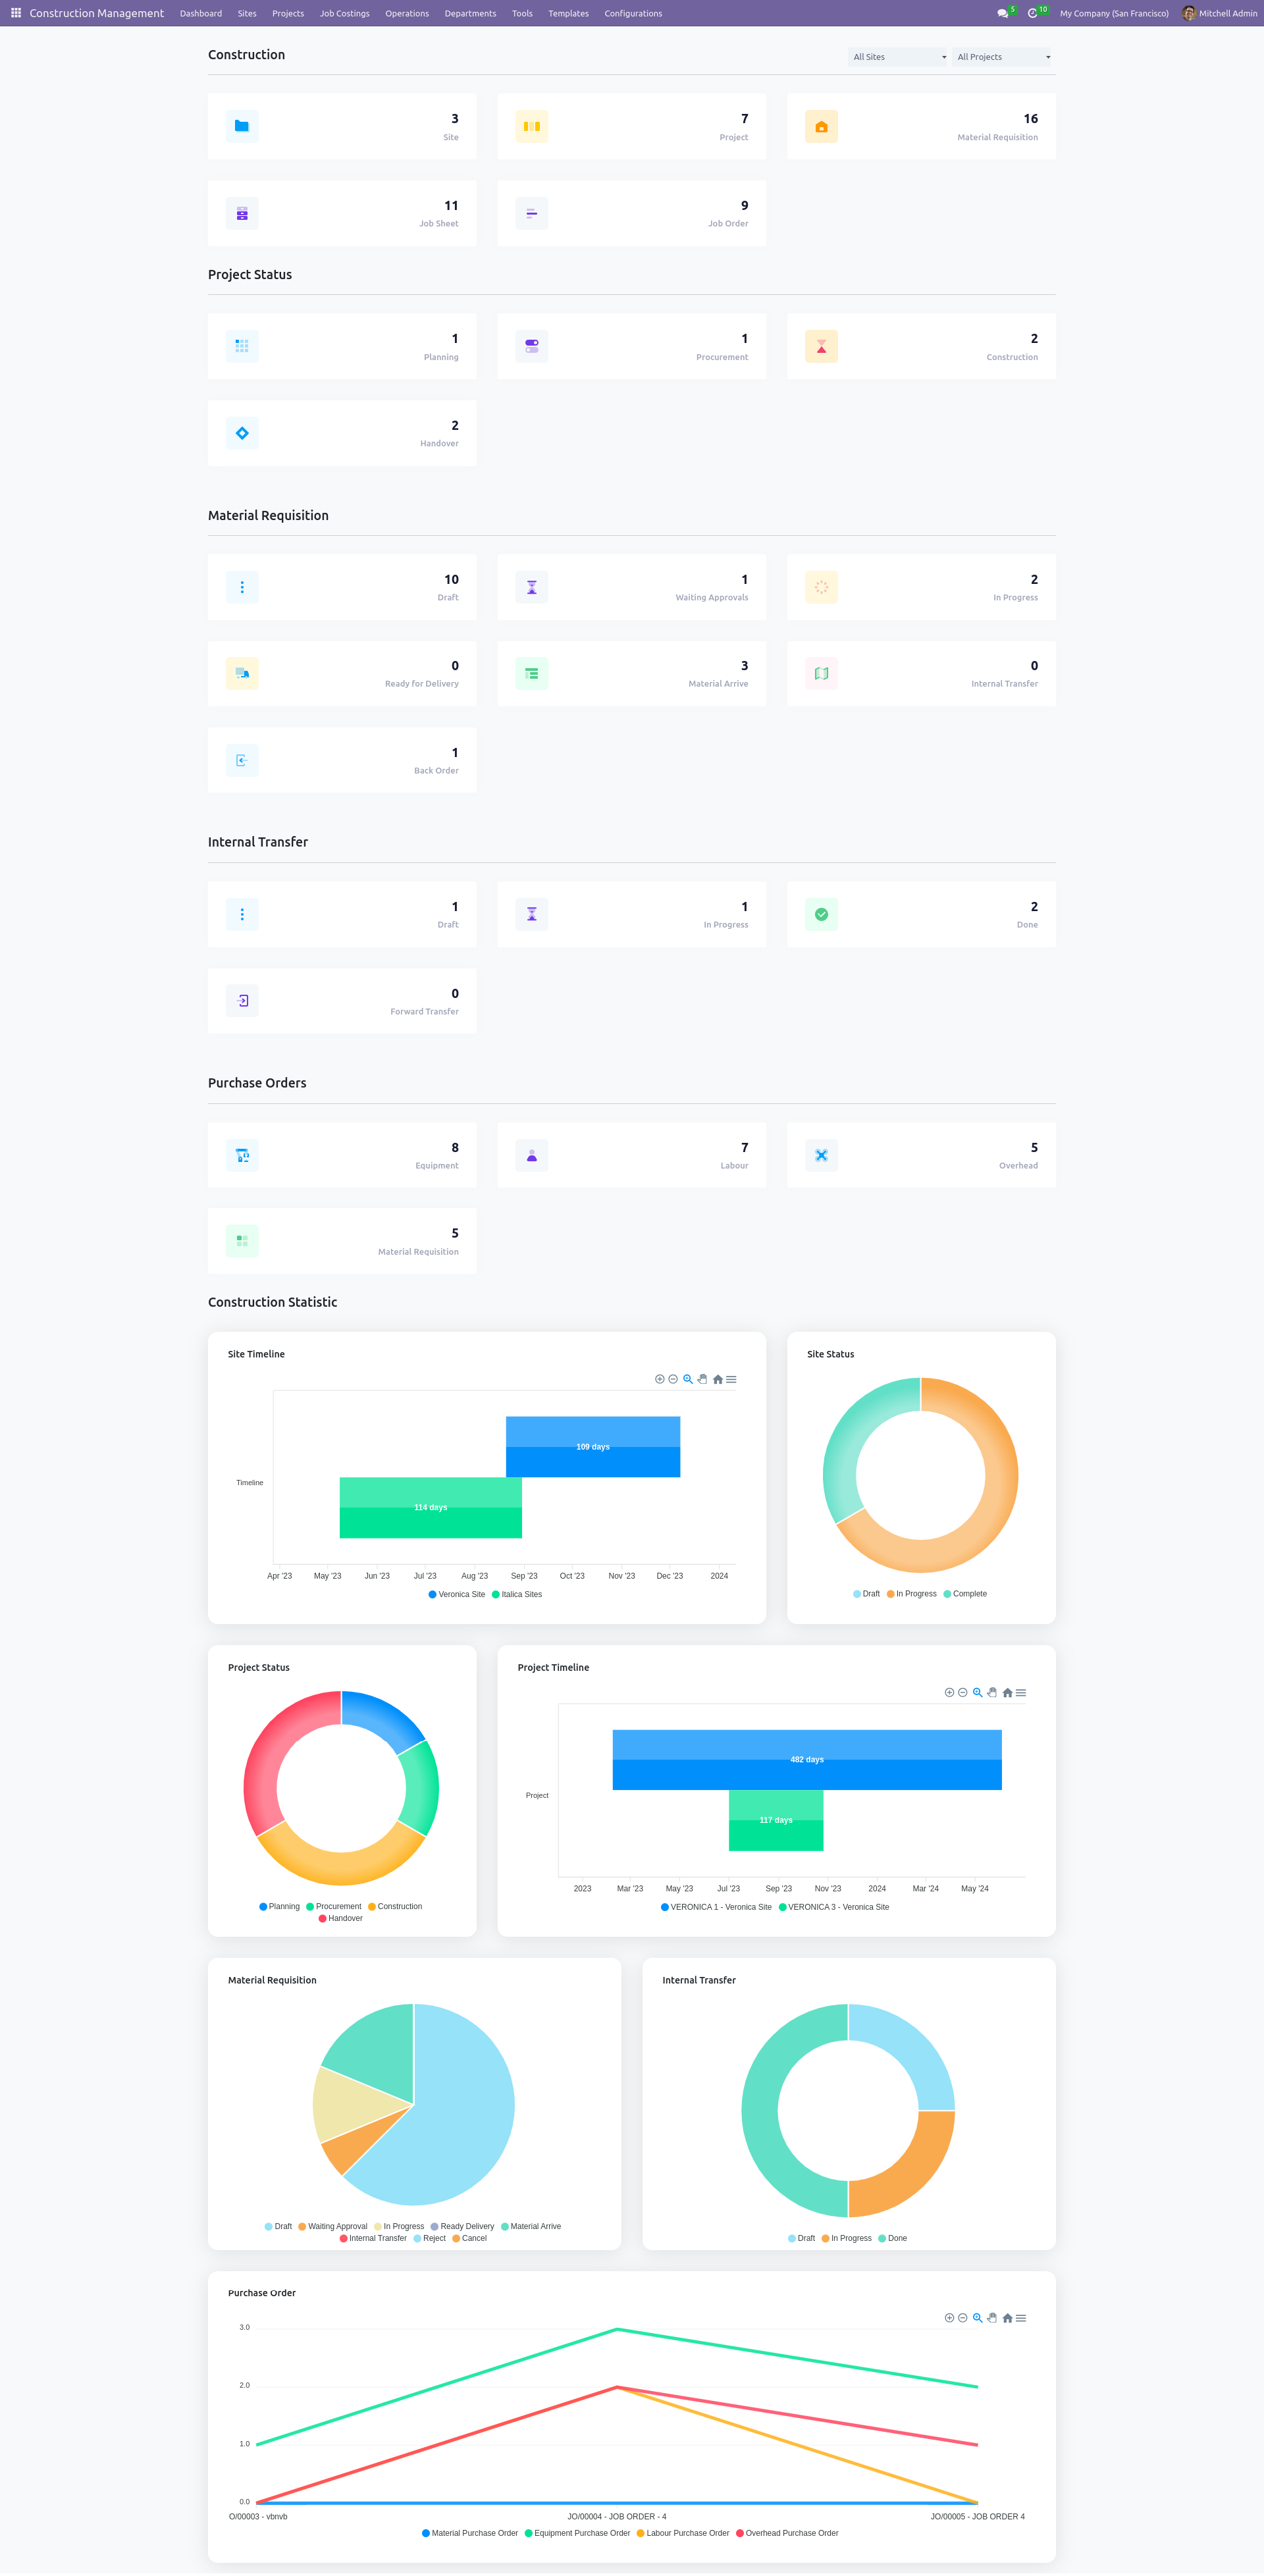 Construction Management Dashboard Sites Projects Job Costings Operations Departments Tools Templates Configurations 5 10 My Company (San Francisco) Mitchell Admin
Construction All Sites All Projects
3 7 16
Site Project Material Requisition
11 9
Job Sheet Job Order
Project Status
1 1 2
Planning Procurement Construction
2
Handover
Material Requisition
10 1 2
Draft Waiting Approvals In Progress
0 3 0
Ready for Delivery Material Arrive Internal Transfer
1
Back Order
Internal Transfer
1 1 2
Draft In Progress Done
0
Forward Transfer
Purchase Orders
8 7 5
Equipment Labour Overhead
5
Material Requisition
Construction Statistic
Site Timeline
109 days
Timeline
114 days
Apr '23 May '23 Jun '23 Jul '23 Aug '23 Sep '23 Oct '23 Nov '23 Dec '23 2024
Veronica Site Italica Sites
Site Status
Draft In Progress Complete
Project Status
Planning Procurement Construction
Handover
Project Timeline
482 days
Project
117 days
2023 Mar '23 May '23 Jul '23 Sep '23 Nov '23 2024 Mar '24 May '24
VERONICA 1 - Veronica Site VERONICA 3 - Veronica Site
Material Requisition
Draft Waiting Approval In Progress Ready Delivery Material Arrive
Internal Transfer Reject Cancel
Internal Transfer
Draft In Progress Done
Purchase Order
3.0
2.0
1.0
0.0
O/00003 - vbnvb JO/00004 - JOB ORDER - 4 JO/00005 - JOB ORDER 4
Material Purchase Order Equipment Purchase Order Labour Purchase Order Overhead Purchase Order